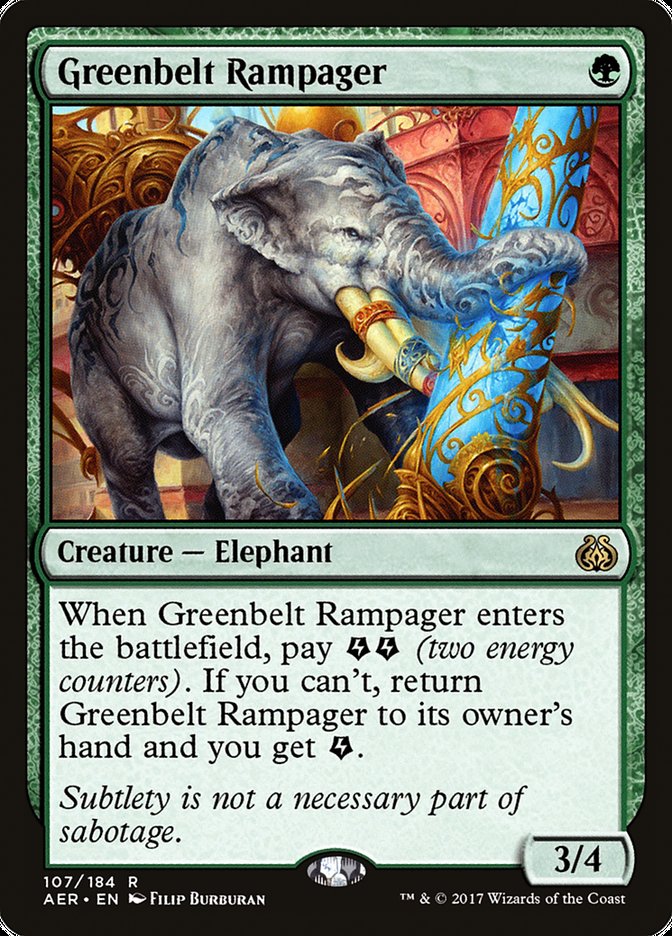 Greenbelt Rampager
Creature — Elephant
When Greenbelt Rampager enters
the battlefield, pay (two energy
counters). If you can't, return
Greenbelt Rampager to its owner's
hand and you get .
Subtlety is not a necessary part of
sabotage.
3/4
107/184 R
AER • EN Filip Burburan
™ & © 2017 Wizards of the Coast